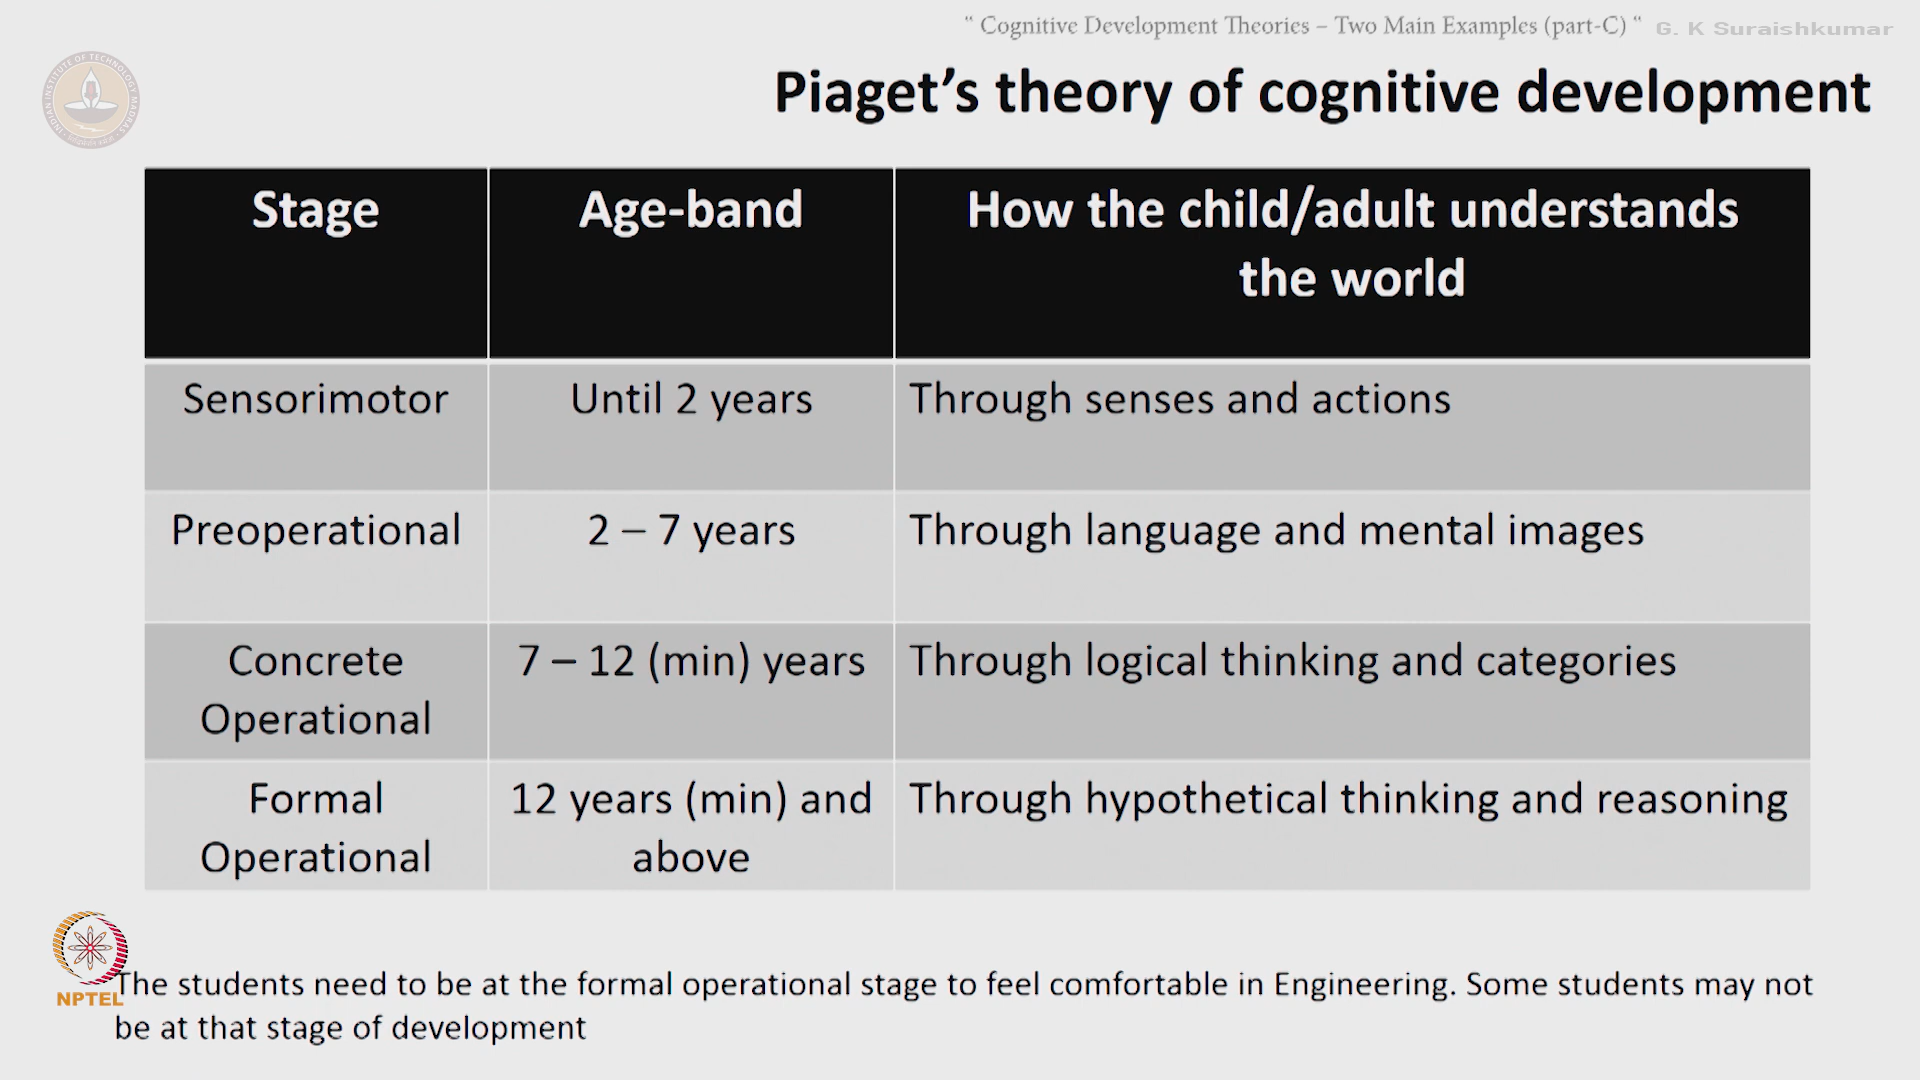 “ Cognitive Development Theories – Two Main Examples (part-C) “ G. K Suraishkumar
Piaget’s theory of cognitive development
Stage
Age-band
How the child/adult understands
the world
Sensorimotor
Until 2 years
Through senses and actions
Preoperational
2 – 7 years
Through language and mental images
Concrete
Operational
7 – 12 (min) years
Through logical thinking and categories
Formal
Operational
12 years (min) and
above
Through hypothetical thinking and reasoning
NPTEL
The students need to be at the formal operational stage to feel comfortable in Engineering. Some students may not
be at that stage of development